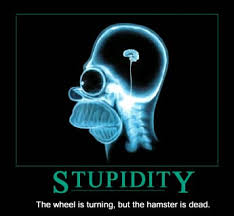 STUPIDITY
The wheel is turning, but the hamster is dead.